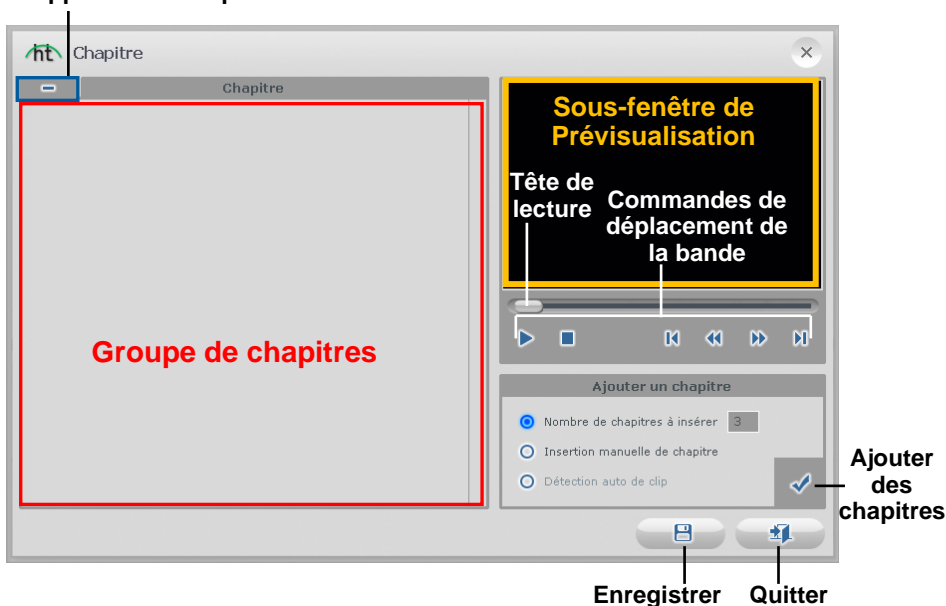 ht Chapitre
Chapitre
Sous-fenêtre de
Prévisualisation
Tête de
lecture
Commandes de
déplacement de
la bande
Groupe de chapitres
Ajouter un chapitre
Nombre de chapitres à insérer 3
Insertion manuelle de chapitre
Détection auto de clip
Ajouter
des
chapitres
Enregistrer
Quitter